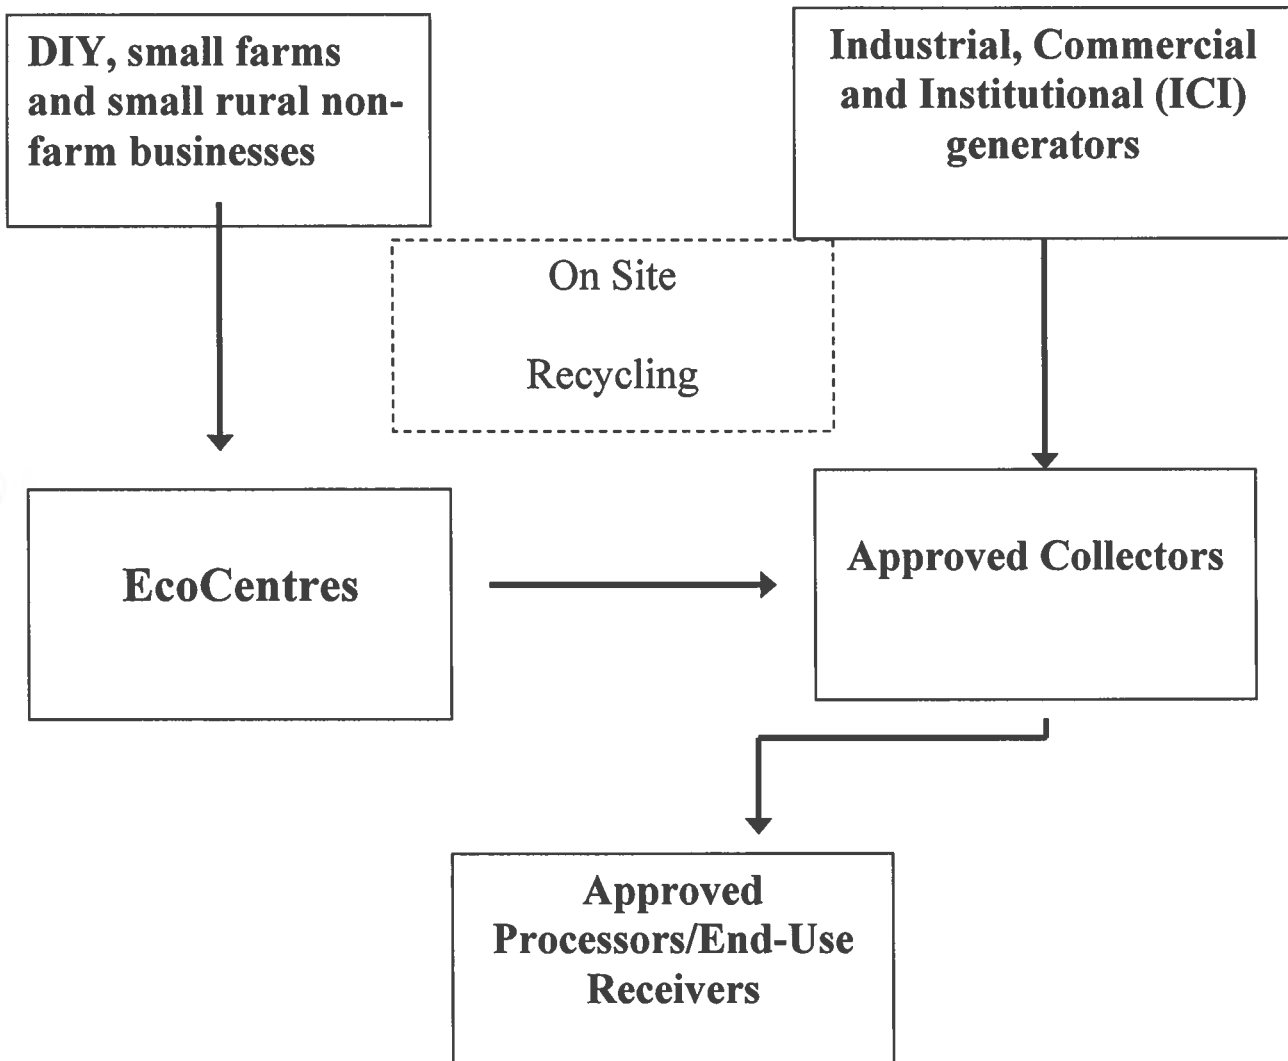 DIY, small farms
and small rural non-
farm businesses
Industrial, Commercial
and Institutional (ICI)
generators
On Site
Recycling
EcoCentres
Approved Collectors
Approved
Processors/End-Use
Receivers